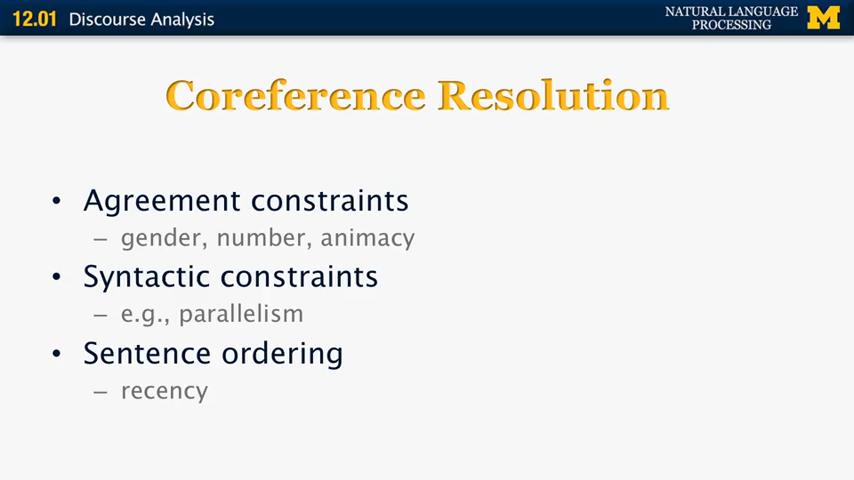 12.01 Discourse Analysis
NATURAL LANGUAGE
PROCESSING
M
Coreference Resolution
• Agreement constraints
– gender, number, animacy
• Syntactic constraints
– e.g., parallelism
• Sentence ordering
– recency